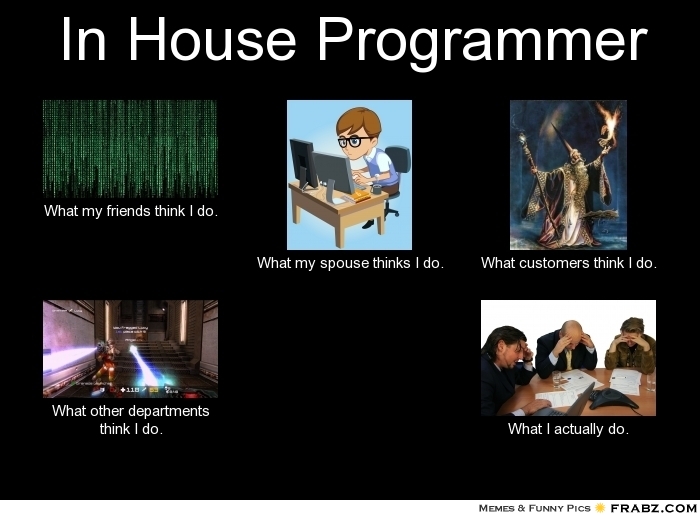 In House Programmer
What my friends think I do.
What my spouse thinks I do.
What customers think I do.
What other departments
think I do.
What I actually do.
MEMES & FUNNY PICS FRABZ.COM